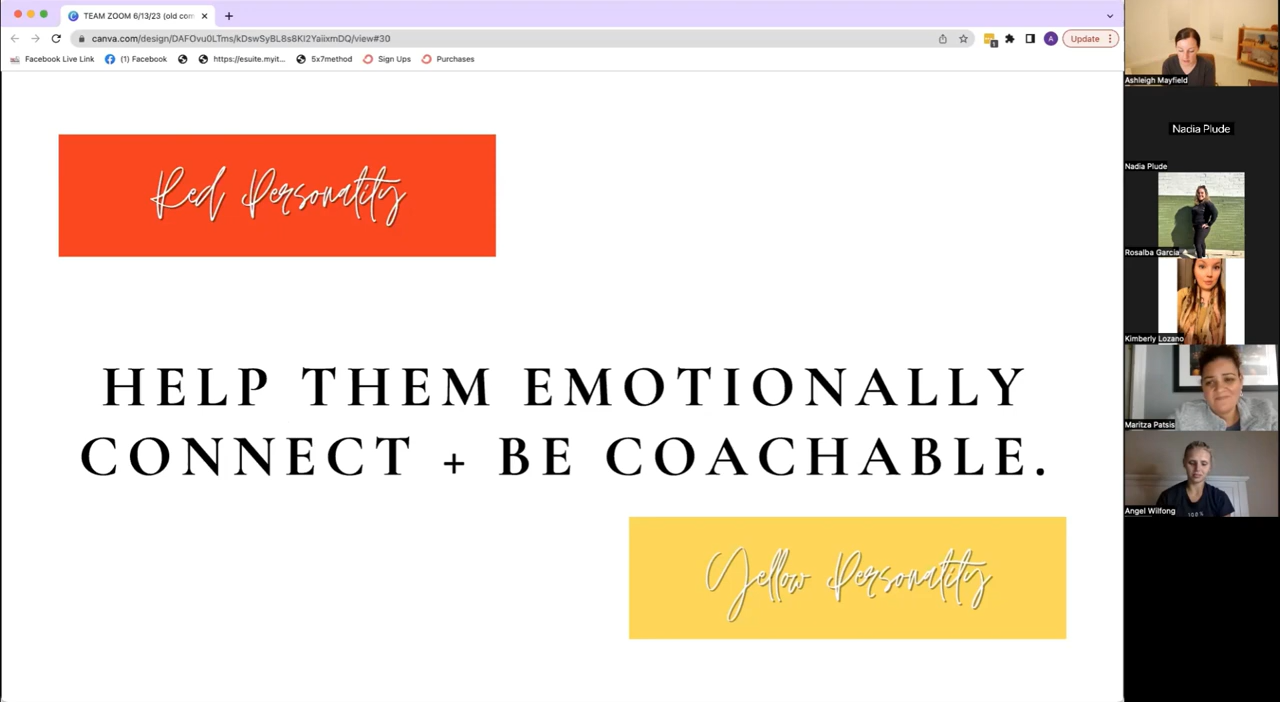 TEAM ZOOM 6/13/23 (old com
canva.com/design/DAFOvu0LTms/kDswSyBL8s8KI2YaiixmDQ/view#30
A
Update
Facebook Live Link
(1) Facebook
https://esuite.myit...
5x7method
Sign Ups
Purchases
Red Personality
HELP THEM EMOTIONALLY
CONNECT + BE COACHABLE.
Yellow Personality
Ashleigh Mayfield
Nadia Plude
Nadia Plude
Rosalba Garcia
Kimberly Lozano
Maritza Patsis
Angel Wilfong